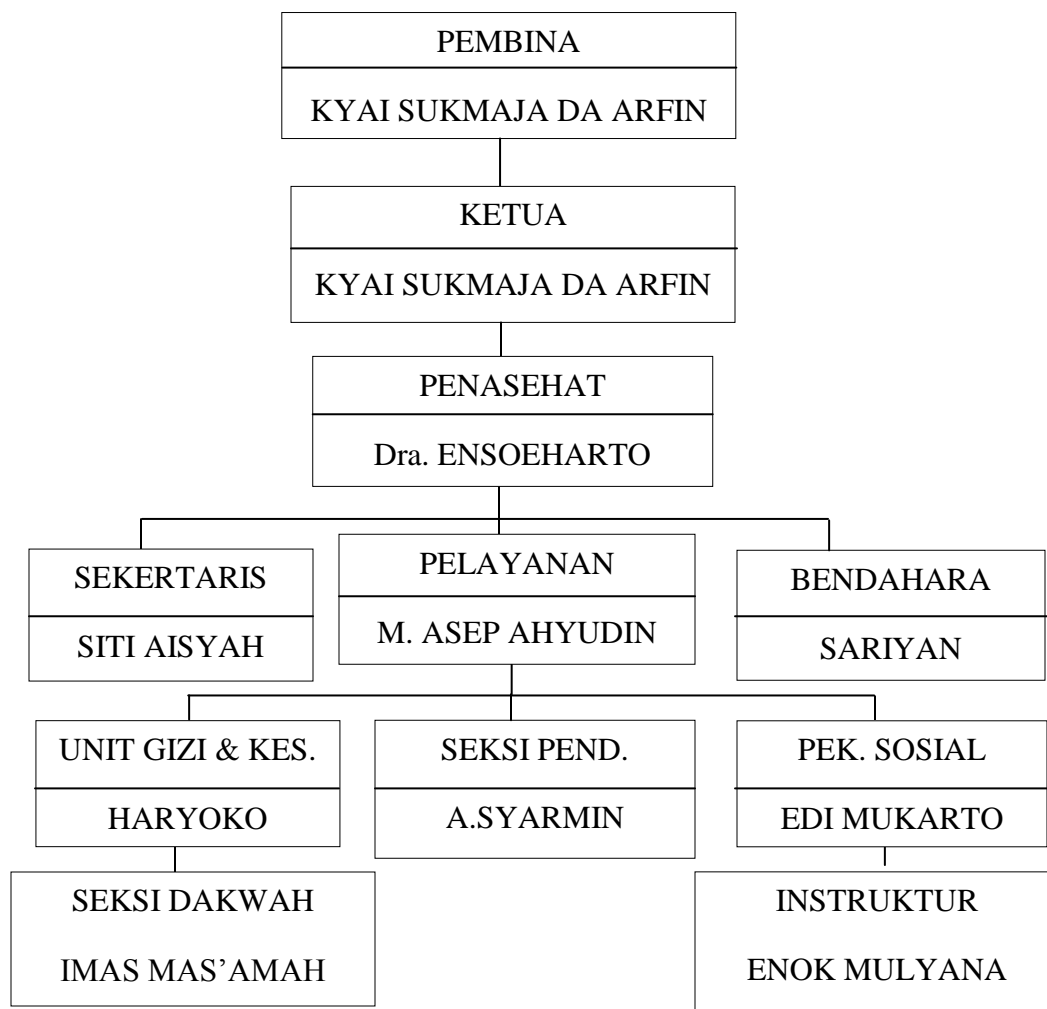 PEMBINA
KYAI SUKMAJA DA ARFIN
KETUA
KYAI SUKMAJA DA ARFIN
PENASEHAT
Dra. ENSOEHARTO
SEKERTARIS
SITI AISYAH
PELAYANAN
M. ASEP AHYUDIN
BENDAHARA
SARIYAN
UNIT GIZI & KES.
HARYOKO
SEKSI PEND.
A.SYARMIN
PEK. SOSIAL
EDI MUKARTO
SEKSI DAKWAH
IMAS MAS’AMAH
INSTRUKTUR
ENOK MULYANA